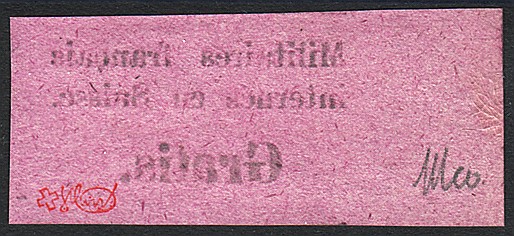 Militaires français
internés en Suisse.
Gratis.